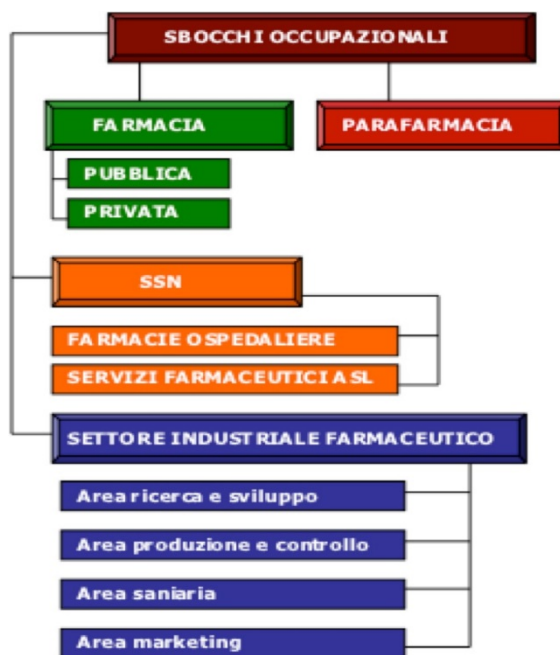 SBOCCHI OCCUPAZIONALI
FARMACIA
PARAFARMACIA
PUBBLICA
PRIVATA
SSN
FARMACIE OSPEDALIERE
SERVIZI FARMACEUTICI ASL
SETTORE INDUSTRIALE FARMACEUTICO
Area ricerca e sviluppo
Area produzione e controllo
Area saniaria
Area marketing